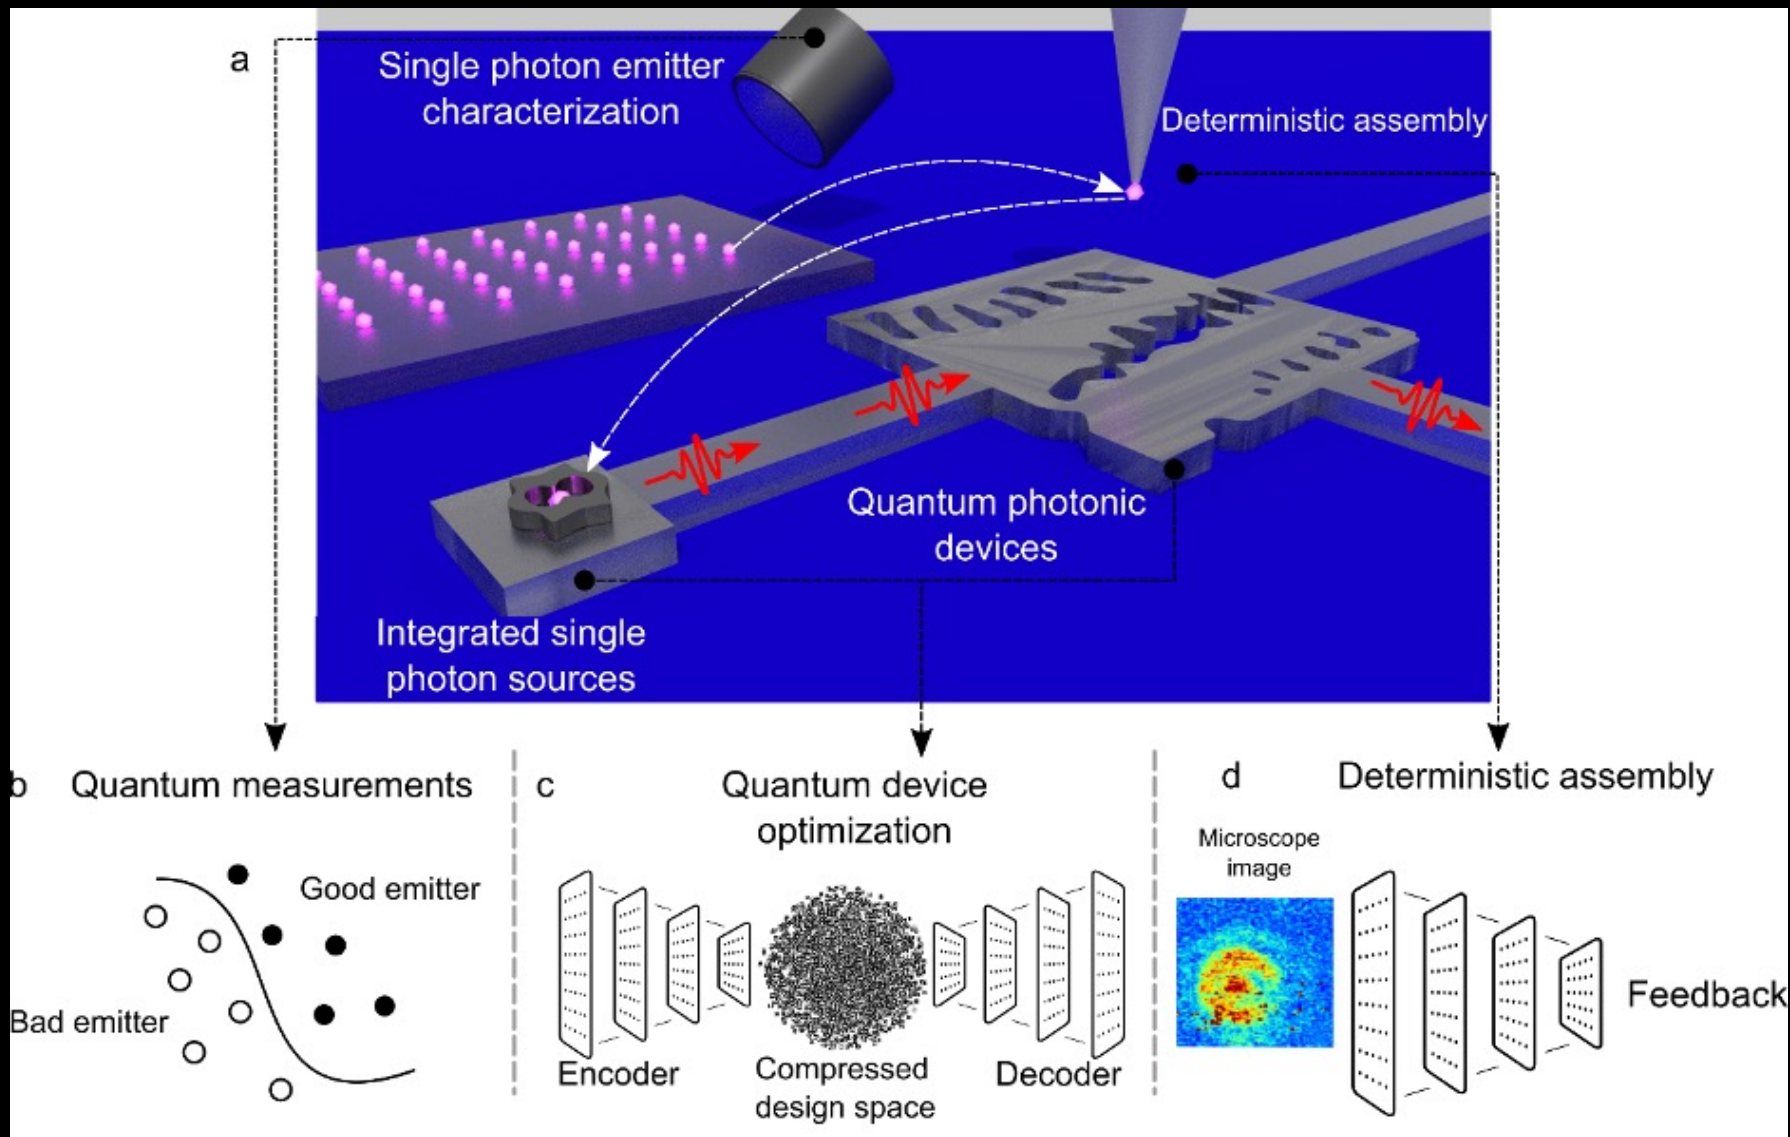 a
Single photon emitter
characterization
Deterministic assembly
Quantum photonic
devices
Integrated single
photon sources
b
Quantum measurements
Good emitter
Bad emitter
c
Quantum device
optimization
Encoder
Compressed
design space
Decoder
d
Deterministic assembly
Microscope
image
Feedback